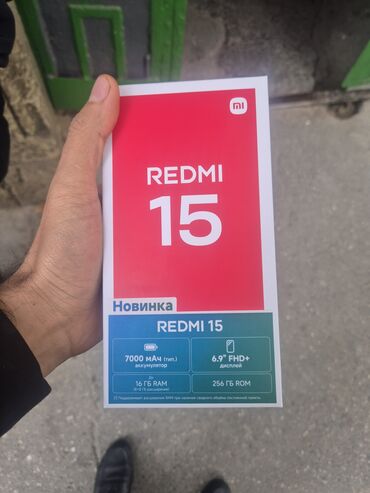 mi
REDMI
15
Новинка
REDMI 15
7000 мАч (тип.)
аккумулятор
6.9" FHD+
дисплей
16 ГБ RAM
256 ГБ ROM